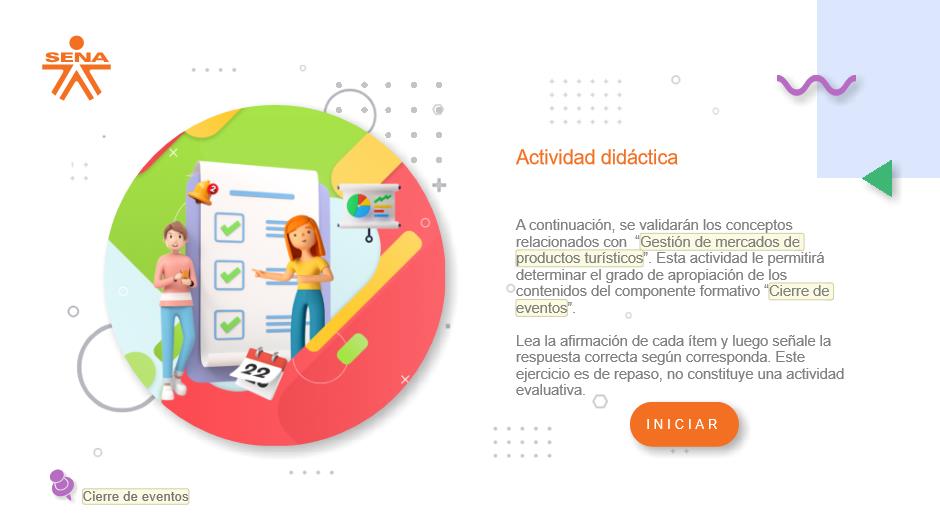 SENA
Actividad didáctica
A continuación, se validarán los conceptos
relacionados con “Gestión de mercados de
productos turísticos”. Esta actividad le permitirá
determinar el grado de apropiación de los
contenidos del componente formativo “Cierre de
eventos”.
Lea la afirmación de cada ítem y luego señale la
respuesta correcta según corresponda. Este
ejercicio es de repaso, no constituye una actividad
evaluativa.
INICIAR
2
22
Cierre de eventos